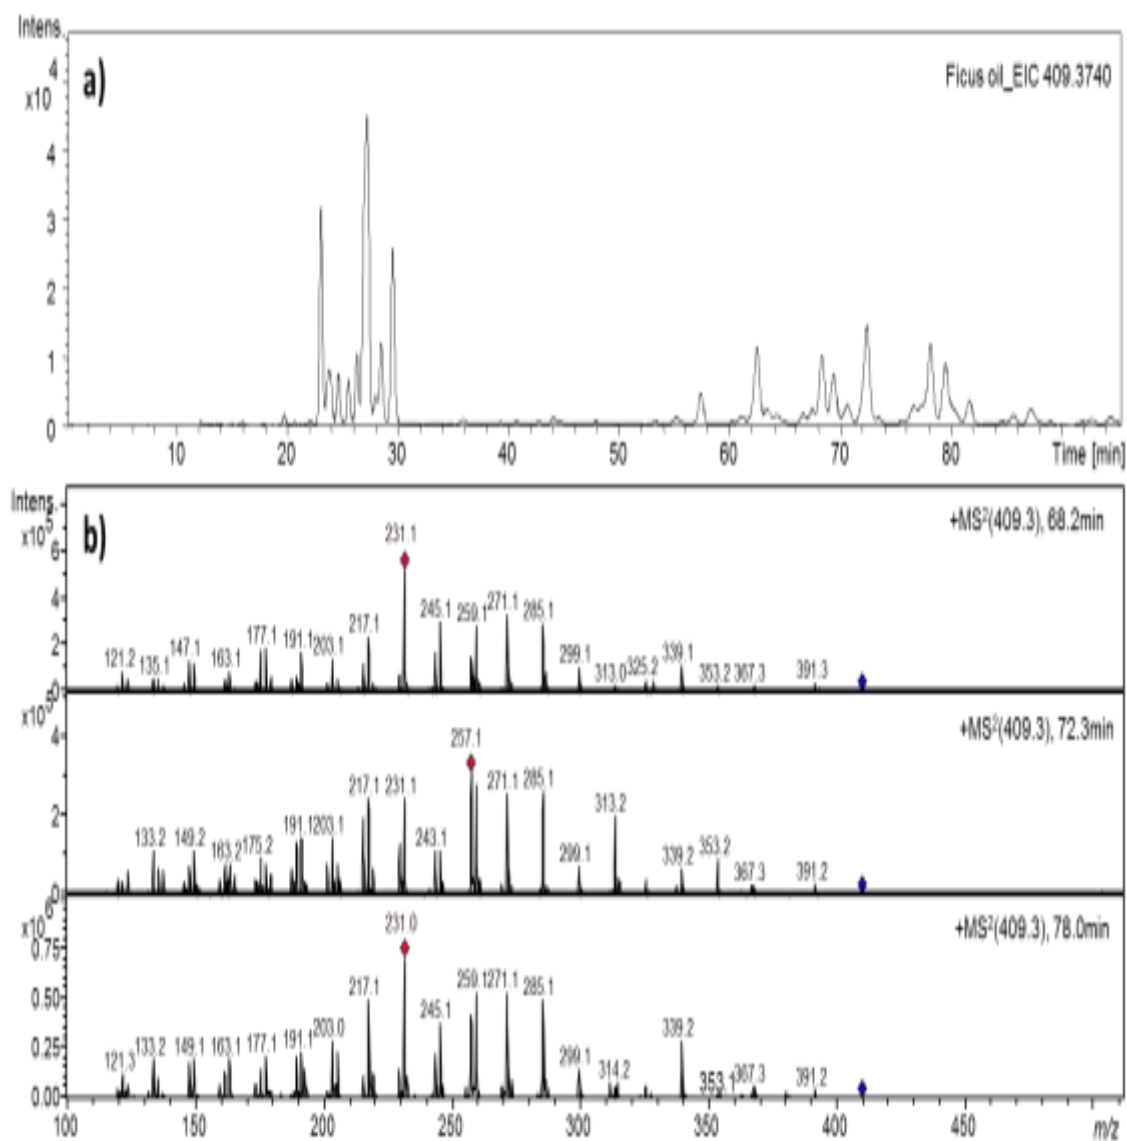 Intens.
4
x10
a)
Ficus oil_EIC 409.3740
4
3
2
1
0
10 20 30 40 50 60 70 80 Time [min]
Intens.
x10
5
b)
+MS²(409.3), 68.2min
6
4
2
0
121.2 135.1 147.1 163.1 177.1 191.1 203.1 217.1 231.1 245.1 259.1 271.1 285.1 299.1 313.0 325.2 339.1 353.2 367.3 391.3
x10
5
+MS²(409.3), 72.3min
4
2
0
133.2 149.2 163.2 175.2 191.1 203.1 217.1 231.1 243.1 257.1 271.1 285.1 299.1 313.2 339.2 353.2 367.3 391.2
x10
6
+MS²(409.3), 78.0min
0.75
0.50
0.25
0.00
121.3 133.2 149.1 163.1 177.1 191.1 203.0 217.1 231.0 245.1 259.1 271.1 285.1 299.1 314.2 339.2 353.1 367.3 391.2
100 150 200 250 300 350 400 450 m/z